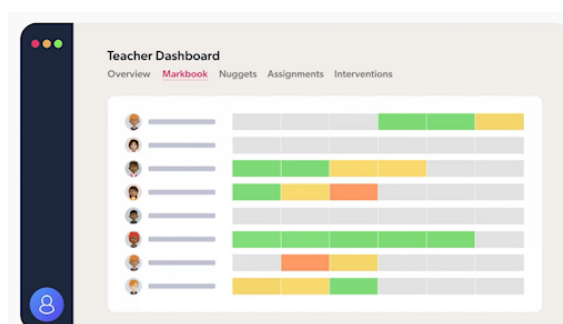 Teacher Dashboard
Overview Markbook Nuggets Assignments Interventions